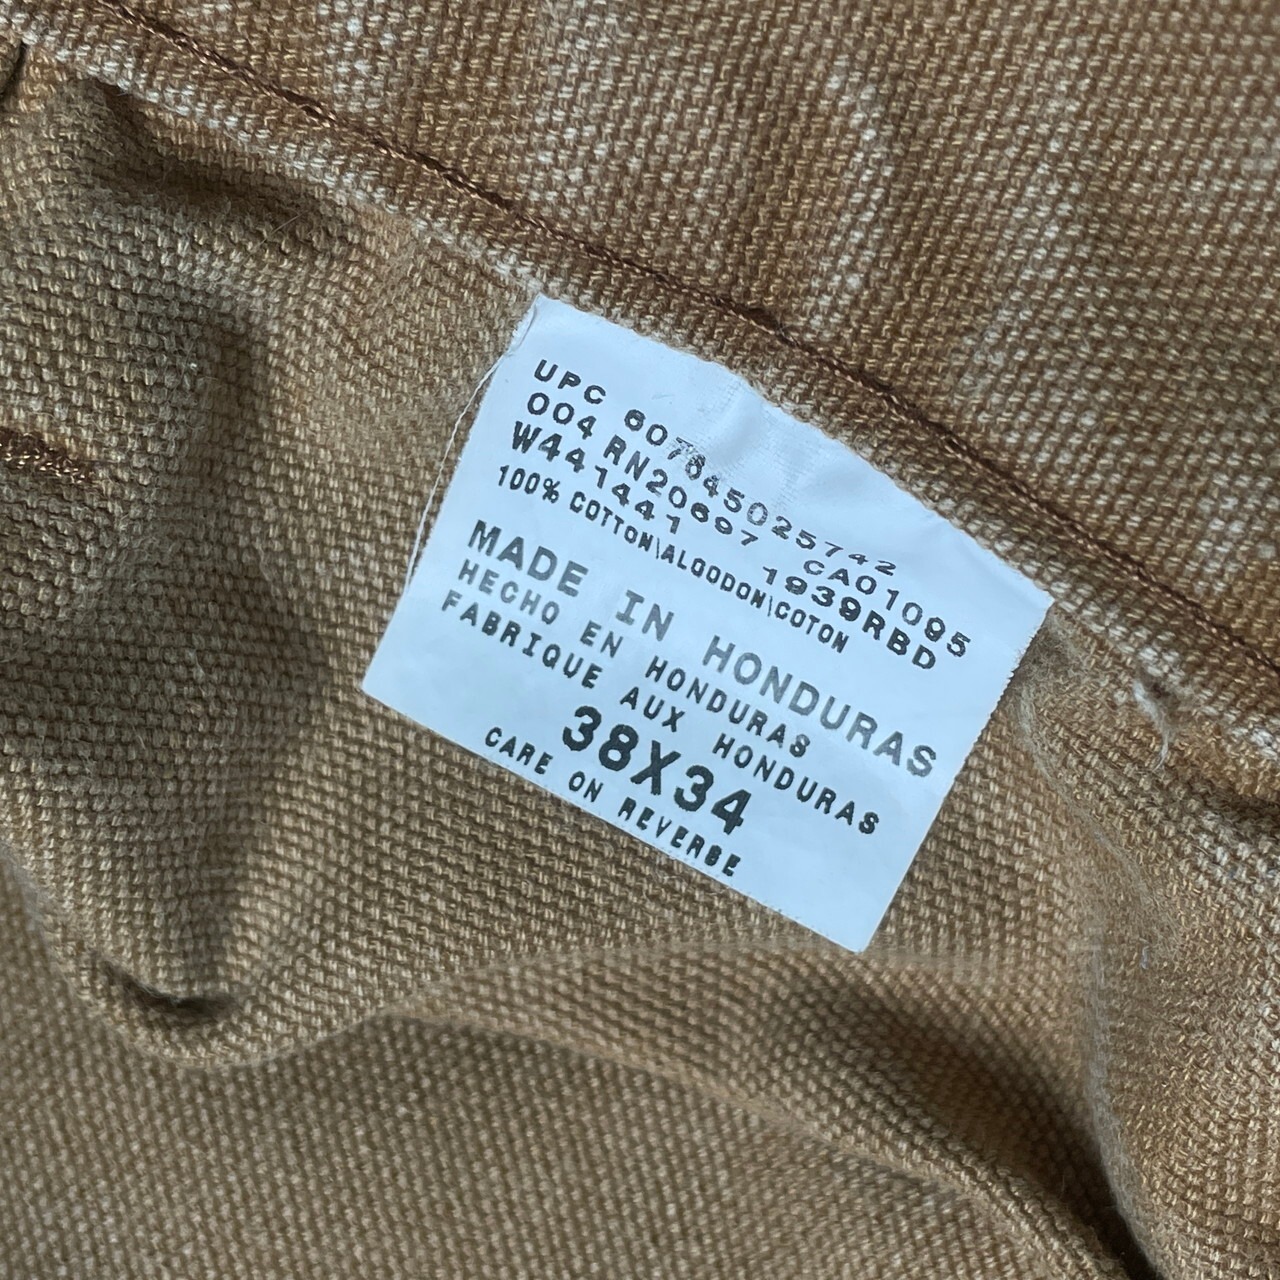 UPC 607645025742
004 RN20697 CA01095
W441441 1939RBD
100% COTTON\ALGODON\COTON
MADE IN HONDURAS
HECHO EN HONDURAS
FABRIQUE AUX HONDURAS
38X34
CARE ON REVERSE